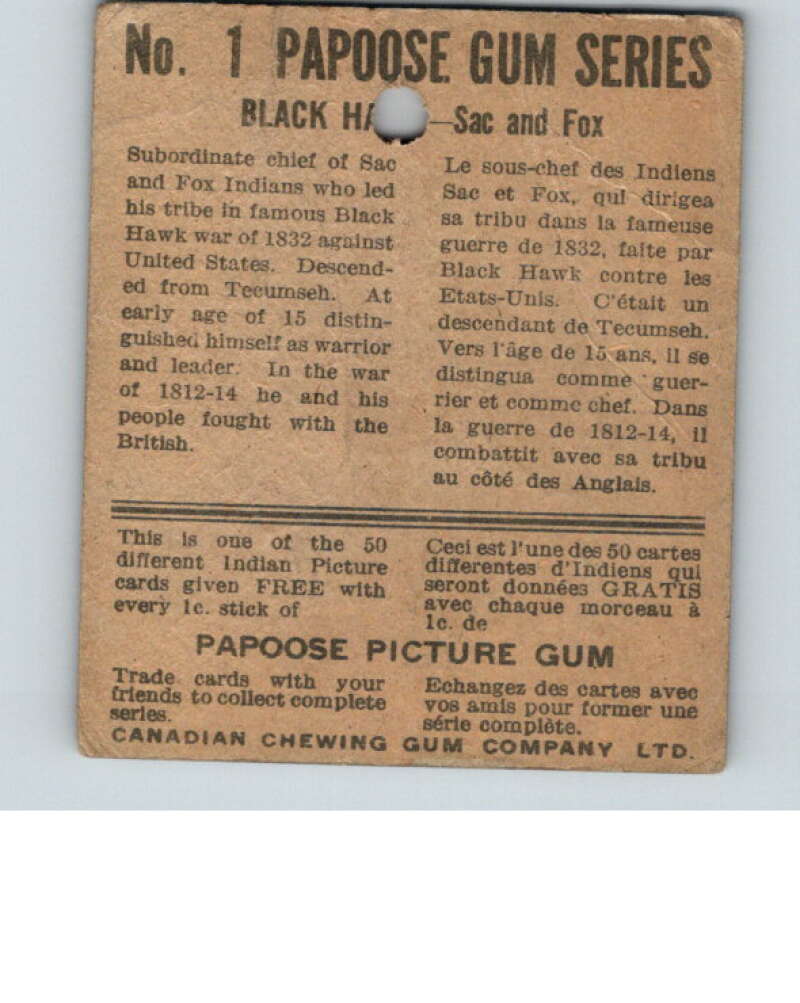 No. 1 PAPOOSE GUM SERIES
BLACK HA —Sac and Fox
Subordinate chief of Sac
and Fox Indians who led
his tribe in famous Black
Hawk war of 1832 against
United States. Descend-
ed from Tecumseh. At
early age of 15 distin-
guished himself as warrior
and leader. In the war
of 1812-14 he and his
people fought with the
British.
Le sous-chef des Indiens
Sac et Fox, qui dirigea
sa tribu dans la fameuse
guerre de 1832, faite par
Black Hawk contre les
Etats-Unis. C'était un
descendant de Tecumseh.
Vers l'âge de 15 ans, il se
distingua comme guer-
rier et comme chef. Dans
la guerre de 1812-14, il
combattit avec sa tribu
au côté des Anglais.
This is one of the 50
different Indian Picture
cards given FREE with
every 1c. stick of
Ceci est l'une des 50 cartes
differentes d'Indiens qui
seront données GRATIS
avec chaque morceau à
1c. de
PAPOOSE PICTURE GUM
Trade cards with your
friends to collect complete
series.
Echangez des cartes avec
vos amis pour former une
série complète.
CANADIAN CHEWING GUM COMPANY LTD.